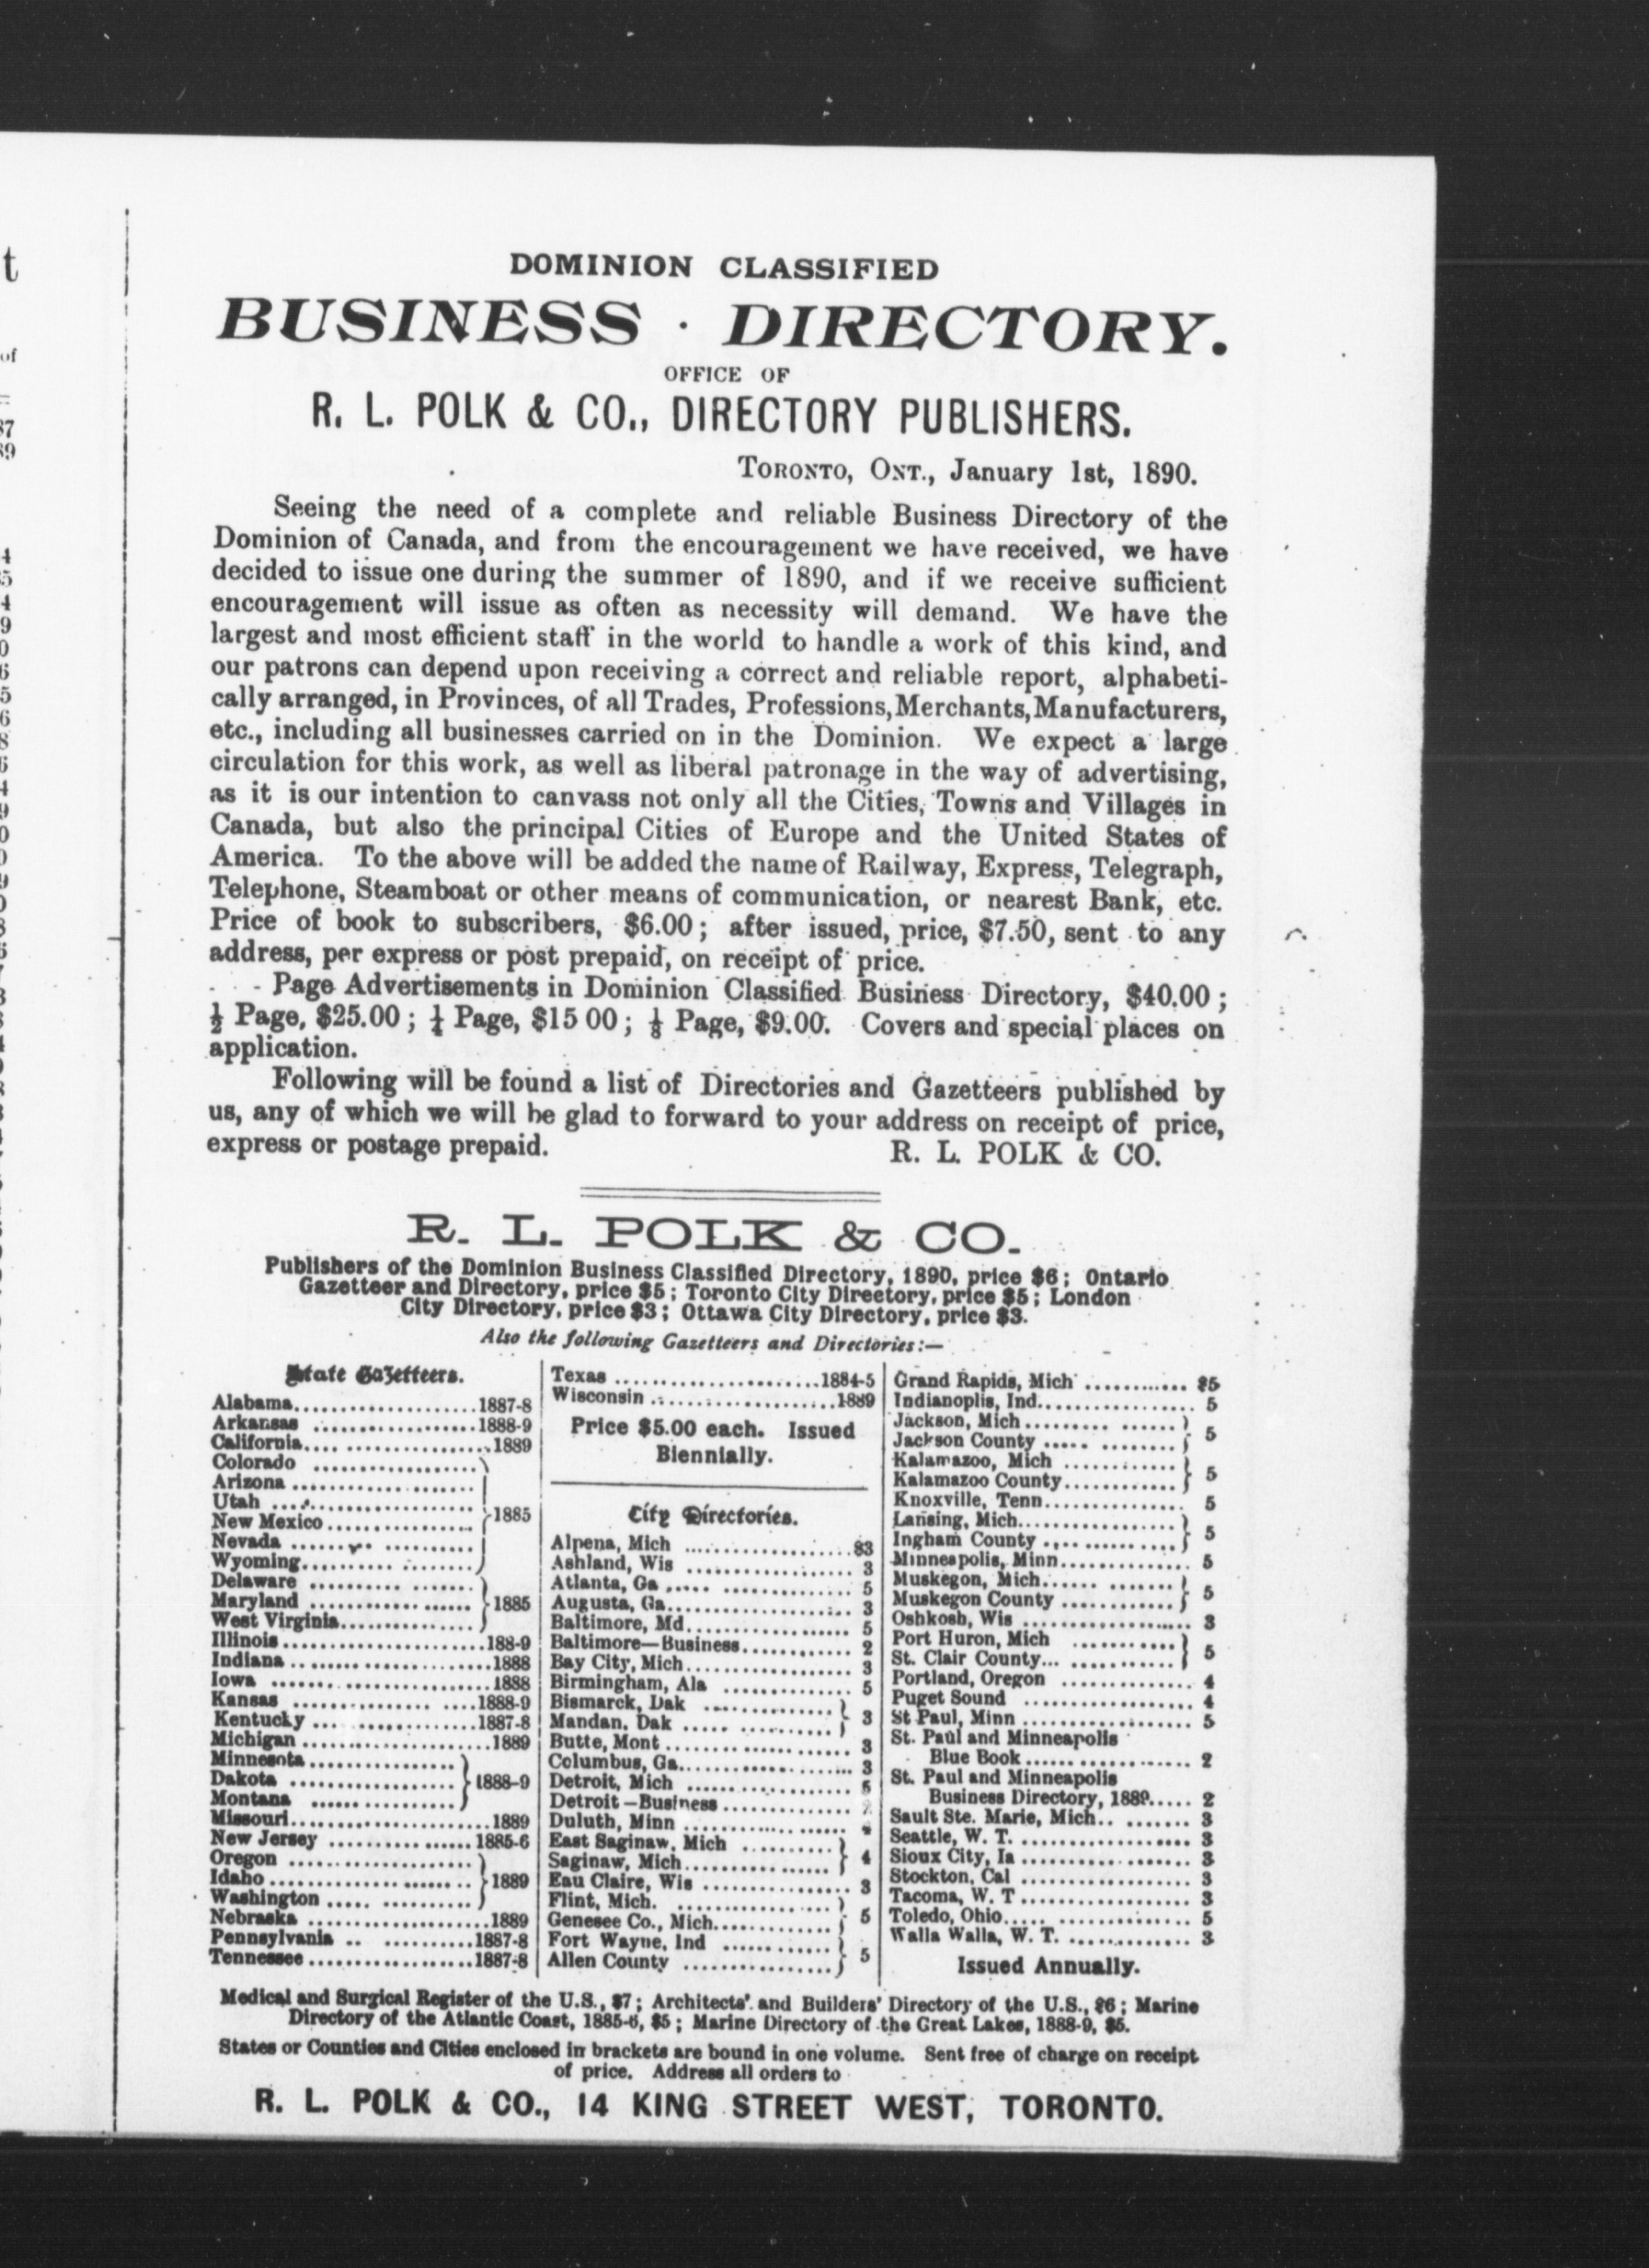 DOMINION CLASSIFIED
BUSINESS · DIRECTORY.
OFFICE OF
R. L. POLK & CO., DIRECTORY PUBLISHERS.
TORONTO, ONT., January 1st, 1890.
Seeing the need of a complete and reliable Business Directory of the
Dominion of Canada, and from the encouragement we have received, we have
decided to issue one during the summer of 1890, and if we receive sufficient
encouragement will issue as often as necessity will demand. We have the
largest and most efficient staff in the world to handle a work of this kind, and
our patrons can depend upon receiving a correct and reliable report, alphabeti-
cally arranged, in Provinces, of all Trades, Professions, Merchants, Manufacturers,
etc., including all businesses carried on in the Dominion. We expect a large
circulation for this work, as well as liberal patronage in the way of advertising,
as it is our intention to canvass not only all the Cities, Towns and Villages in
Canada, but also the principal Cities of Europe and the United States of
America. To the above will be added the name of Railway, Express, Telegraph,
Telephone, Steamboat or other means of communication, or nearest Bank, etc.
Price of book to subscribers, $6.00; after issued, price, $7.50, sent to any
address, per express or post prepaid, on receipt of price.
Page Advertisements in Dominion Classified Business Directory, $40.00;
½ Page, $25.00; ¼ Page, $15 00; ⅛ Page, $9.00. Covers and special places on
application.
Following will be found a list of Directories and Gazetteers published by
us, any of which we will be glad to forward to your address on receipt of price,
express or postage prepaid. R. L. POLK & CO.
R. L. POLK & CO.
Publishers of the Dominion Business Classified Directory, 1890, price $6; Ontario
Gazetteer and Directory, price $5; Toronto City Directory, price $5; London
City Directory, price $3; Ottawa City Directory, price $3.
Also the following Gazetteers and Directories:—
State Gazetteers.
Alabama....................1887-8
Arkansas ..................1888-9
California.....................1889
Colorado ...................
Arizona ....................
Utah .......................
New Mexico................. 1885
Nevada .....................
Wyoming....................
Delaware ...................
Maryland ................... 1885
West Virginia...............
Illinois......................188-9
Indiana .......................1888
Iowa ..........................1888
Kansas .....................1888-9
Kentucky ...................1887-8
Michigan ......................1889
Minnesota..................
Dakota ..................... 1888-9
Montana ...................
Missouri.......................1889
New Jersey .................1885-6
Oregon .....................
Idaho ....................... 1889
Washington ................
Nebraska .....................1889
Pennsylvania ...............1887-8
Tennessee ..................1887-8
Texas ......................1884-5
Wisconsin ....................1889
Price $5.00 each. Issued
Biennially.
City Directories.
Alpena, Mich ....................$3
Ashland, Wis .................... 3
Atlanta, Ga ..................... 5
Augusta, Ga...................... 3
Baltimore, Md.................... 5
Baltimore—Business............. 2
Bay City, Mich................... 3
Birmingham, Ala ................ 5
Bismarck, Dak ...............
Mandan, Dak ................ 3
Butte, Mont ..................... 3
Columbus, Ga..................... 3
Detroit, Mich ................... 5
Detroit—Business ...............
Duluth, Minn ....................
East Saginaw, Mich ..........
Saginaw, Mich................ 4
Eau Claire, Wis ................. 3
Flint, Mich. ................
Genesee Co., Mich............ 5
Fort Wayne, Ind .............
Allen County ................ 5
Grand Rapids, Mich ............. $5
Indianoplis, Ind................. 5
Jackson, Mich ...............
Jackson County .............. 5
Kalamazoo, Mich .............
Kalamazoo County............ 5
Knoxville, Tenn.................. 5
Lansing, Mich................
Ingham County ............... 5
Minneapolis, Minn............... 5
Muskegon, Mich...............
Muskegon County ............ 5
Oshkosh, Wis .................... 3
Port Huron, Mich ............
St. Clair County... .......... 5
Portland, Oregon ............... 4
Puget Sound ..................... 4
St Paul, Minn .................... 5
St. Paul and Minneapolis
Blue Book ................... 2
St. Paul and Minneapolis
Business Directory, 1889..... 2
Sault Ste. Marie, Mich.......... 3
Seattle, W. T. ................... 3
Sioux City, Ia ................... 3
Stockton, Cal .................... 3
Tacoma, W. T .................... 3
Toledo, Ohio..................... 5
Walla Walla, W. T. .............. 3
Issued Annually.
Medical and Surgical Register of the U.S., $7; Architects' and Builders' Directory of the U.S., $6; Marine
Directory of the Atlantic Coast, 1885-6, $5; Marine Directory of the Great Lakes, 1888-9, $5.
States or Counties and Cities enclosed in brackets are bound in one volume. Sent free of charge on receipt
of price. Address all orders to
R. L. POLK & CO., 14 KING STREET WEST, TORONTO.